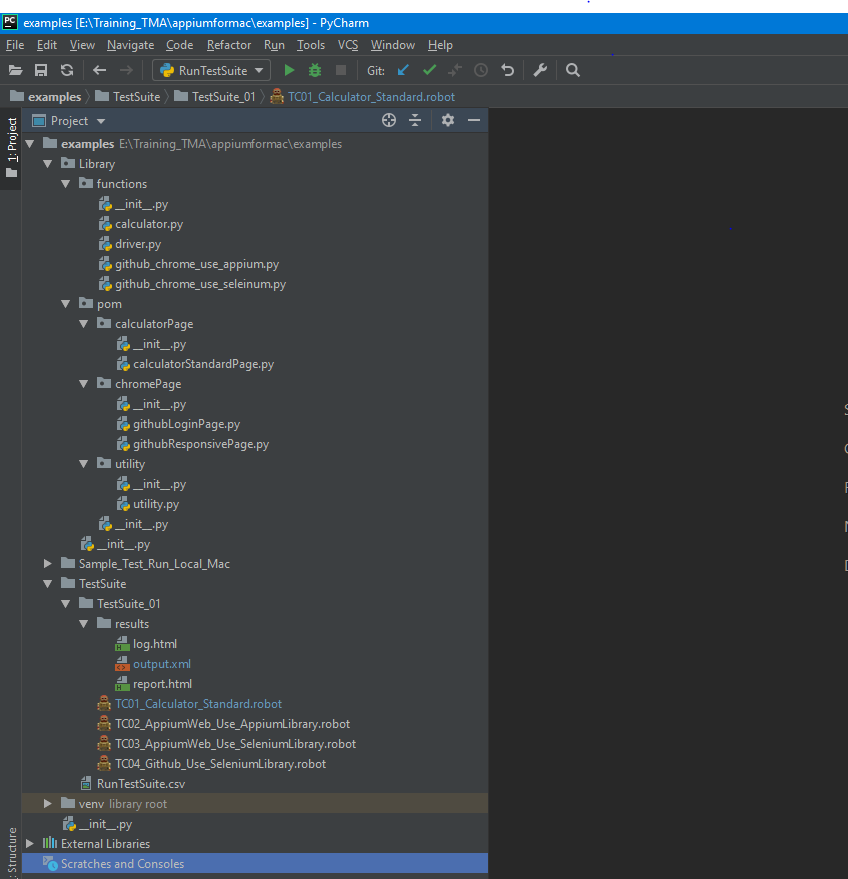 examples [E:\Training_TMA\appiumformac\examples] - PyCharm
File Edit View Navigate Code Refactor Run Tools VCS Window Help
RunTestSuite Git:
examples TestSuite TestSuite_01 TC01_Calculator_Standard.robot
1: Project
Project
examples E:\Training_TMA\appiumformac\examples
Library
functions
__init__.py
calculator.py
driver.py
github_chrome_use_appium.py
github_chrome_use_seleinum.py
pom
calculatorPage
__init__.py
calculatorStandardPage.py
chromePage
__init__.py
githubLoginPage.py
githubResponsivePage.py
utility
__init__.py
utility.py
__init__.py
__init__.py
Sample_Test_Run_Local_Mac
TestSuite
TestSuite_01
results
log.html
output.xml
report.html
TC01_Calculator_Standard.robot
TC02_AppiumWeb_Use_AppiumLibrary.robot
TC03_AppiumWeb_Use_SeleniumLibrary.robot
TC04_Github_Use_SeleniumLibrary.robot
RunTestSuite.csv
venv library root
__init__.py
External Libraries
Scratches and Consoles
Structure